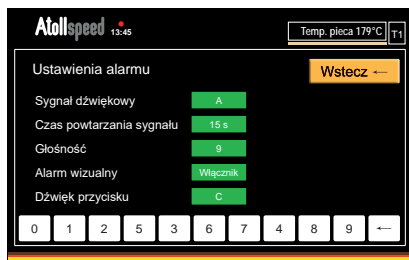 Atollspeed 13:45 Temp. pieca 179°C T1
Ustawienia alarmu Wstecz ←
Sygnał dźwiękowy A
Czas powtarzania sygnału 15 s
Głośność 9
Alarm wizualny Włącznik
Dźwięk przycisku C
0 1 2 5 3 6 7 4 8 9 ←